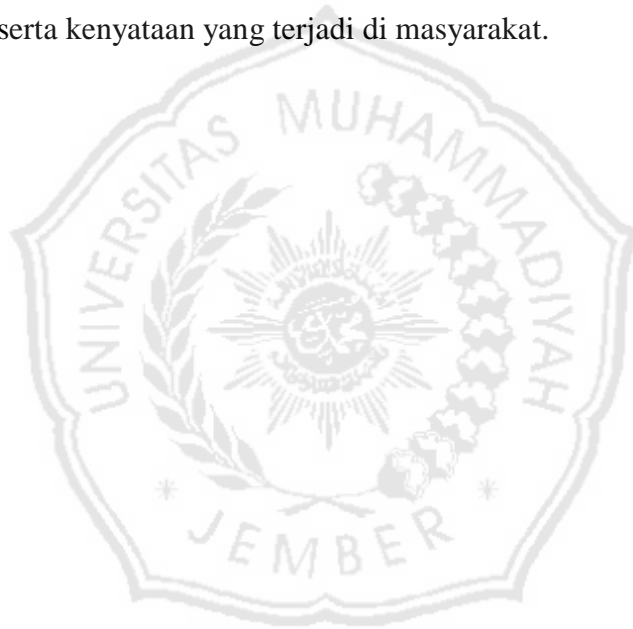 serta kenyataan yang terjadi di masyarakat.
UNIVERSITAS MUHAMMADIYAH
JEMBER